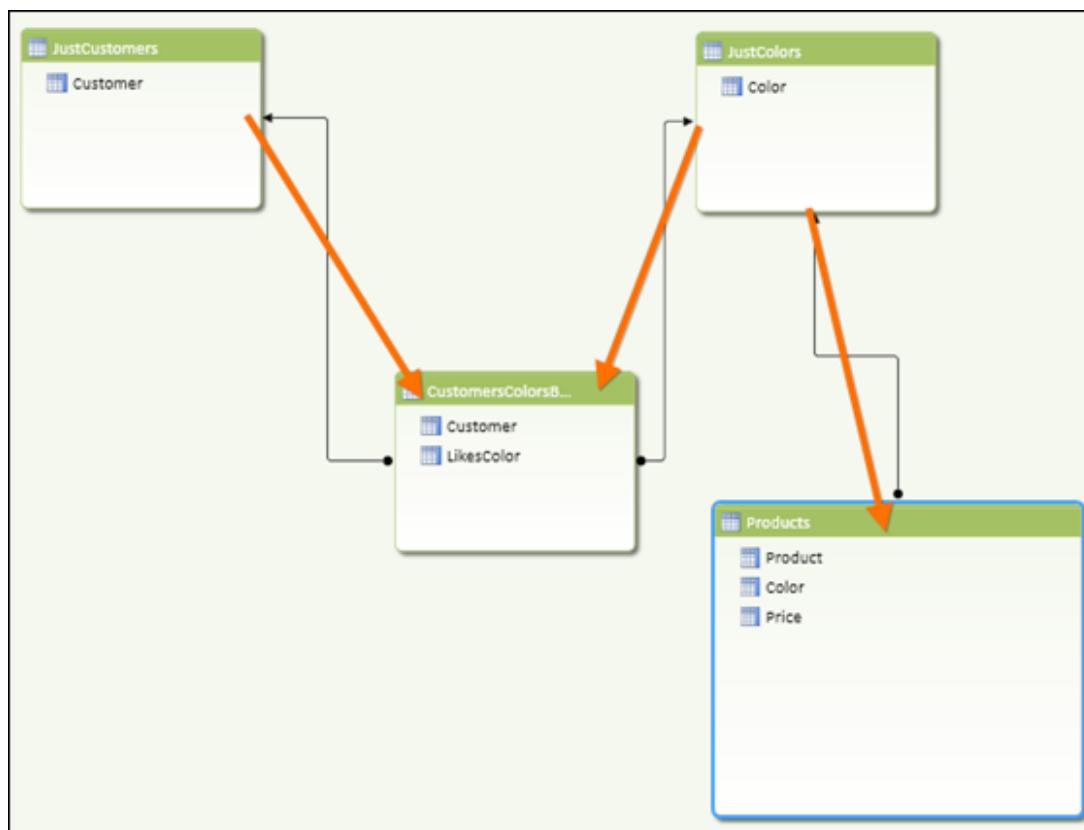 JustCustomers
Customer
JustColors
Color
CustomersColorsB...
Customer
LikesColor
Products
Product
Color
Price